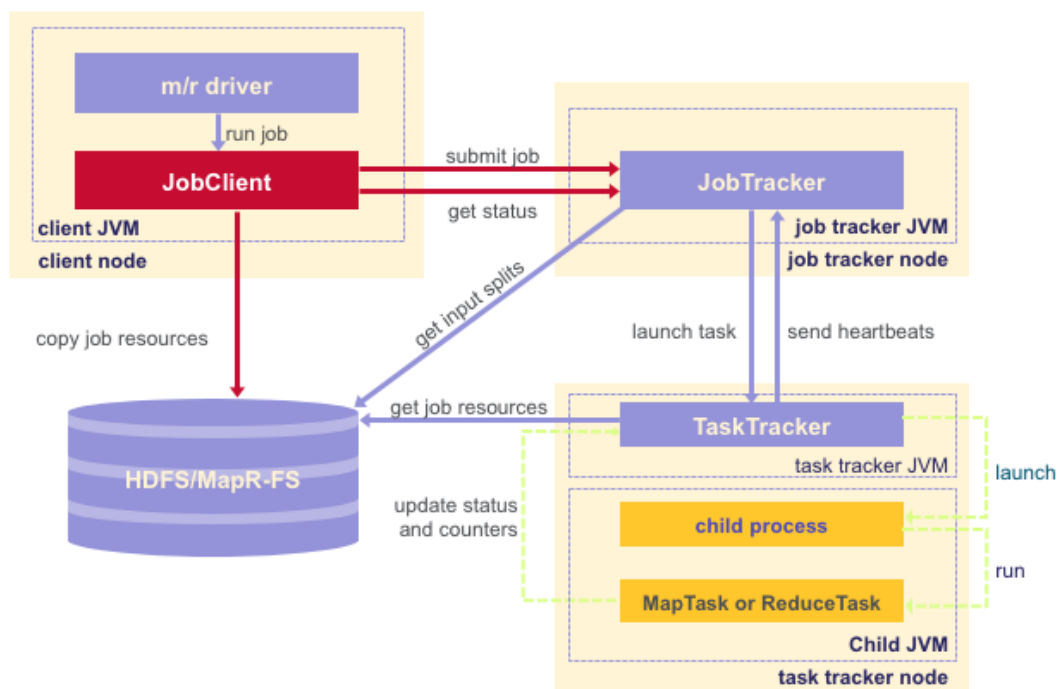 m/r driver
run job
JobClient
client JVM
client node
submit job
get status
JobTracker
job tracker JVM
job tracker node
copy job resources
get input splits
launch task
send heartbeats
get job resources
HDFS/MapR-FS
TaskTracker
task tracker JVM
launch
update status
and counters
child process
run
MapTask or ReduceTask
Child JVM
task tracker node